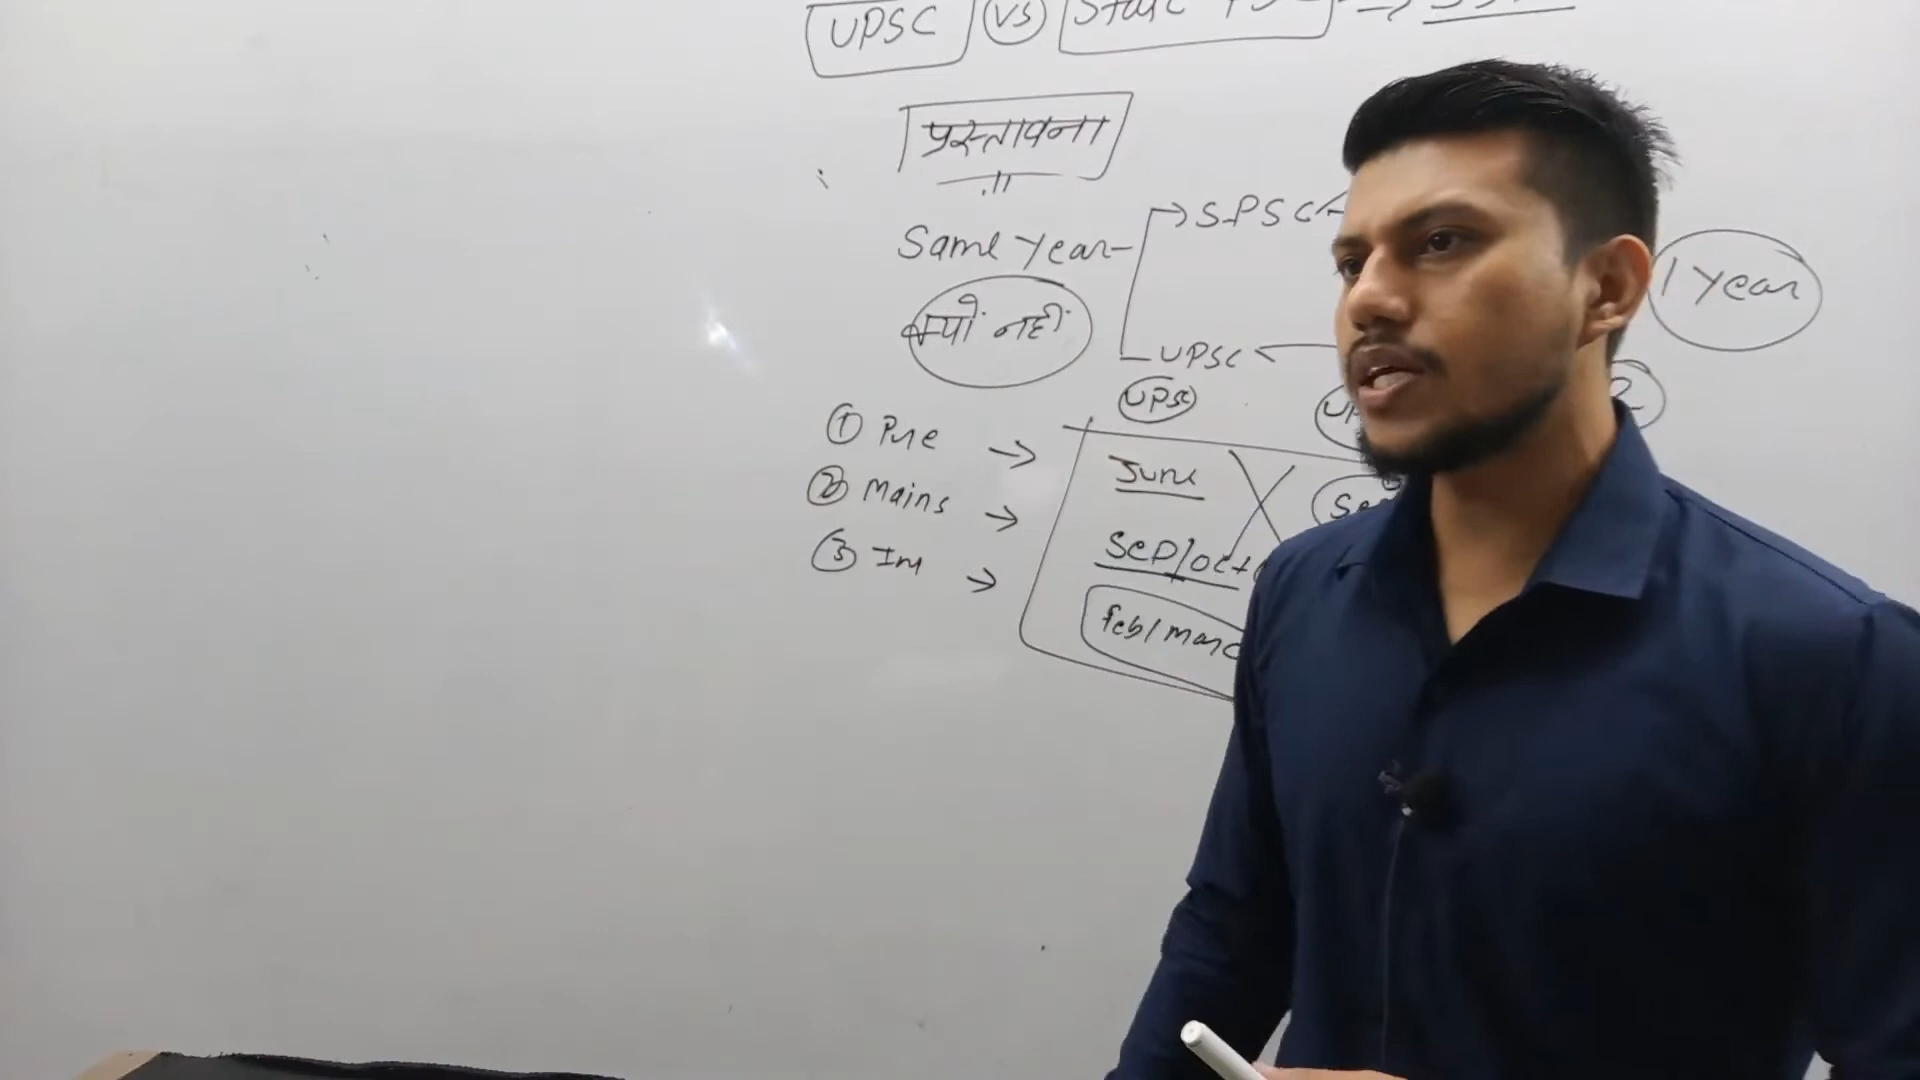 UPSC VS State
प्रस्तावना
→ SPSC
Same Year
1 Year
क्यों नहीं
UPSC
UPSC
① Pre → June
② Mains → Sep/Oct
③ Int → Feb/Marc